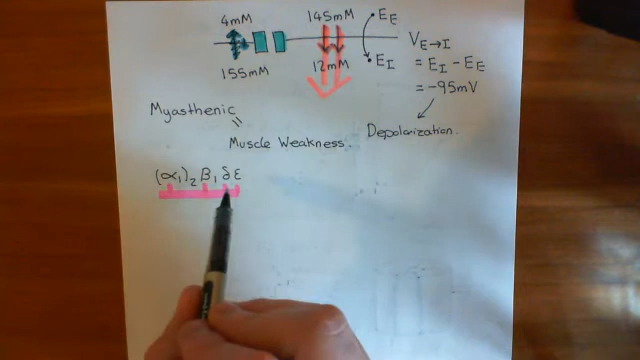 4mM
145mM
E_E
155mM
12mM
E_I
V_E→I
= E_I − E_E
= −95mV
Myasthenic
Muscle Weakness.
Depolarization.
(α₁)₂ β₁ δ ε